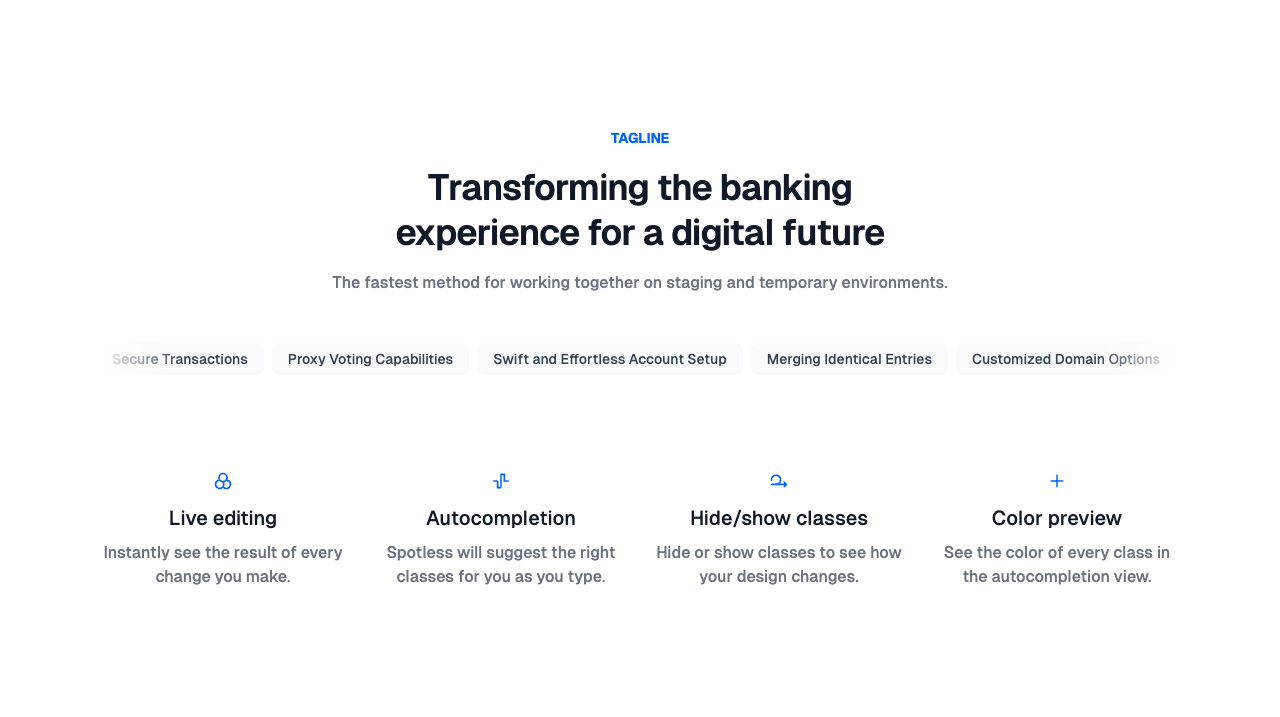 TAGLINE
Transforming the banking
experience for a digital future
The fastest method for working together on staging and temporary environments.
Secure Transactions
Proxy Voting Capabilities
Swift and Effortless Account Setup
Merging Identical Entries
Customized Domain Options
Live editing
Instantly see the result of every
change you make.
Autocompletion
Spotless will suggest the right
classes for you as you type.
Hide/show classes
Hide or show classes to see how
your design changes.
Color preview
See the color of every class in
the autocompletion view.